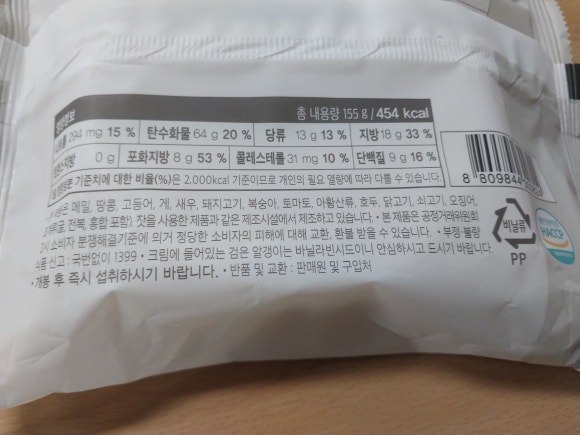 영양정보
총 내용량 155 g / 454 kcal
294 mg 15 % 탄수화물 64 g 20 % 당류 13 g 13 % 지방 18 g 33 %
0 g 포화지방 8 g 53 % 콜레스테롤 31 mg 10 % 단백질 9 g 16 %
기준치에 대한 비율(%)은 2,000kcal 기준이므로 개인의 필요 열량에 따라 다를 수 있습니다.
메밀, 땅콩, 고등어, 게, 새우, 돼지고기, 복숭아, 토마토, 아황산류, 호두, 닭고기, 쇠고기, 오징어,
전복, 홍합 포함), 잣을 사용한 제품과 같은 제조시설에서 제조하고 있습니다. • 본 제품은 공정거래위원회
고시 소비자 분쟁해결기준에 의거 정당한 소비자의 피해에 대해 교환, 환불 받을 수 있습니다. • 부정·불량
식품 신고 : 국번없이 1399 • 크림에 들어있는 검은 알갱이는 바닐라빈시드이니 안심하시고 드시기 바랍니다.
• 개봉 후 즉시 섭취하시기 바랍니다. • 반품 및 교환 : 판매원 및 구입처
8 809844
비닐류
PP
HACCP